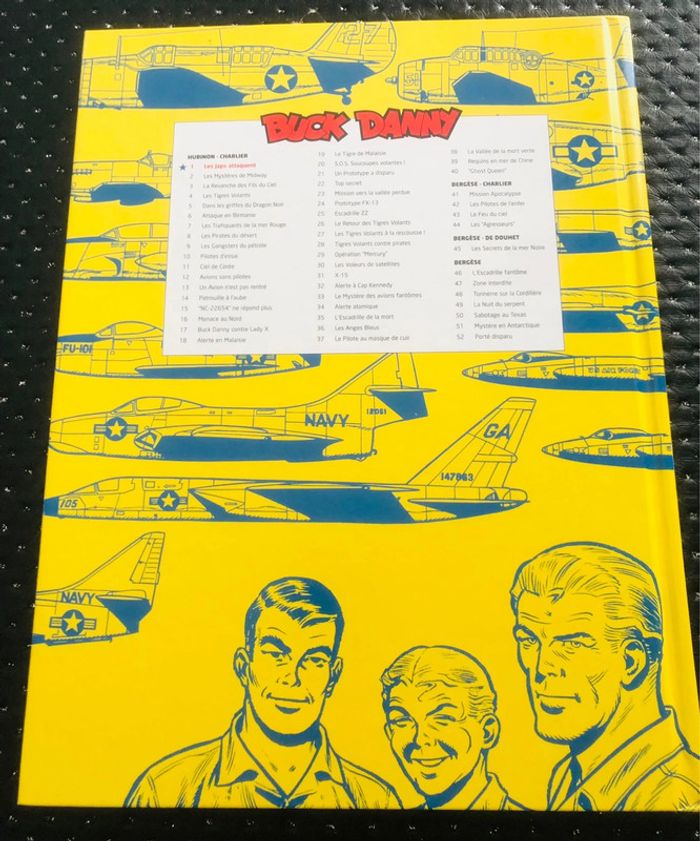 27
BUCK DANNY
HUBINON - CHARLIER
1 Les Japs attaquent
2 Les Mystères de Midway
3 La Revanche des Fils du Ciel
4 Les Tigres Volants
5 Dans les griffes du Dragon Noir
6 Attaque en Birmanie
7 Les Trafiquants de la mer Rouge
8 Les Pirates du désert
9 Les Gangsters du pétrole
10 Pilotes d'essai
11 Ciel de Corée
12 Avions sans pilotes
13 Un Avion n'est pas rentré
14 Patrouille à l'aube
15 "NC-22654" ne répond plus
16 Menace au Nord
17 Buck Danny contre Lady X
18 Alerte en Malaisie
19 Le Tigre de Malaisie
20 S.O.S. Soucoupes volantes !
21 Un Prototype a disparu
22 Top secret
23 Mission vers la vallée perdue
24 Prototype FX-13
25 Escadrille ZZ
26 Le Retour des Tigres Volants
27 Les Tigres Volants à la rescousse !
28 Tigres Volants contre pirates
29 Opération "Mercury"
30 Les Voleurs de satellites
31 X-15
32 Alerte à Cap Kennedy
33 Le Mystère des avions fantômes
34 Alerte atomique
35 L'Escadrille de la mort
36 Les Anges Bleus
37 Le Pilote au masque de cuir
38 La Vallée de la mort verte
39 Requins en mer de Chine
40 "Ghost Queen"
BERGÈSE - CHARLIER
41 Mission Apocalypse
42 Les Pilotes de l'enfer
43 Le Feu du ciel
44 Les "Agresseurs"
BERGÈSE - DE DOUHET
45 Les Secrets de la mer Noire
BERGÈSE
46 L'Escadrille fantôme
47 Zone interdite
48 Tonnerre sur la Cordillère
49 La Nuit du serpent
50 Sabotage au Texas
51 Mystère en Antarctique
52 Porté disparu
FU-101
US AIR FORCE
NAVY
12061
GA
147863
105
NAVY